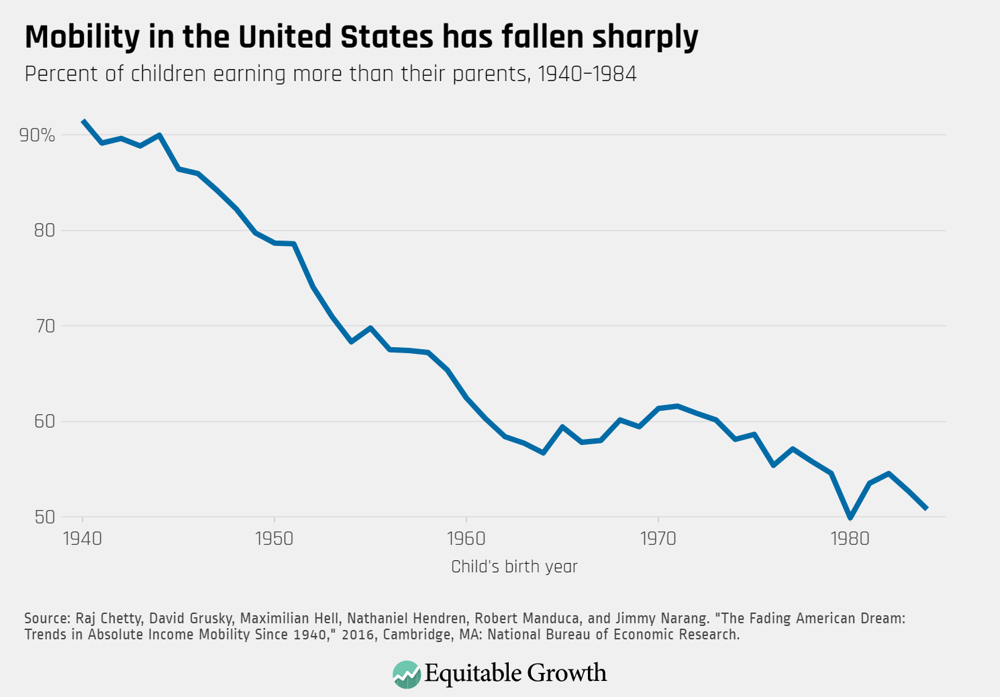 Mobility in the United States has fallen sharply
Percent of children earning more than their parents, 1940–1984
90%
80
70
60
50
1940 1950 1960 1970 1980
Child's birth year
Source: Raj Chetty, David Grusky, Maximilian Hell, Nathaniel Hendren, Robert Manduca, and Jimmy Narang. "The Fading American Dream:
Trends in Absolute Income Mobility Since 1940," 2016, Cambridge, MA: National Bureau of Economic Research.
Equitable Growth